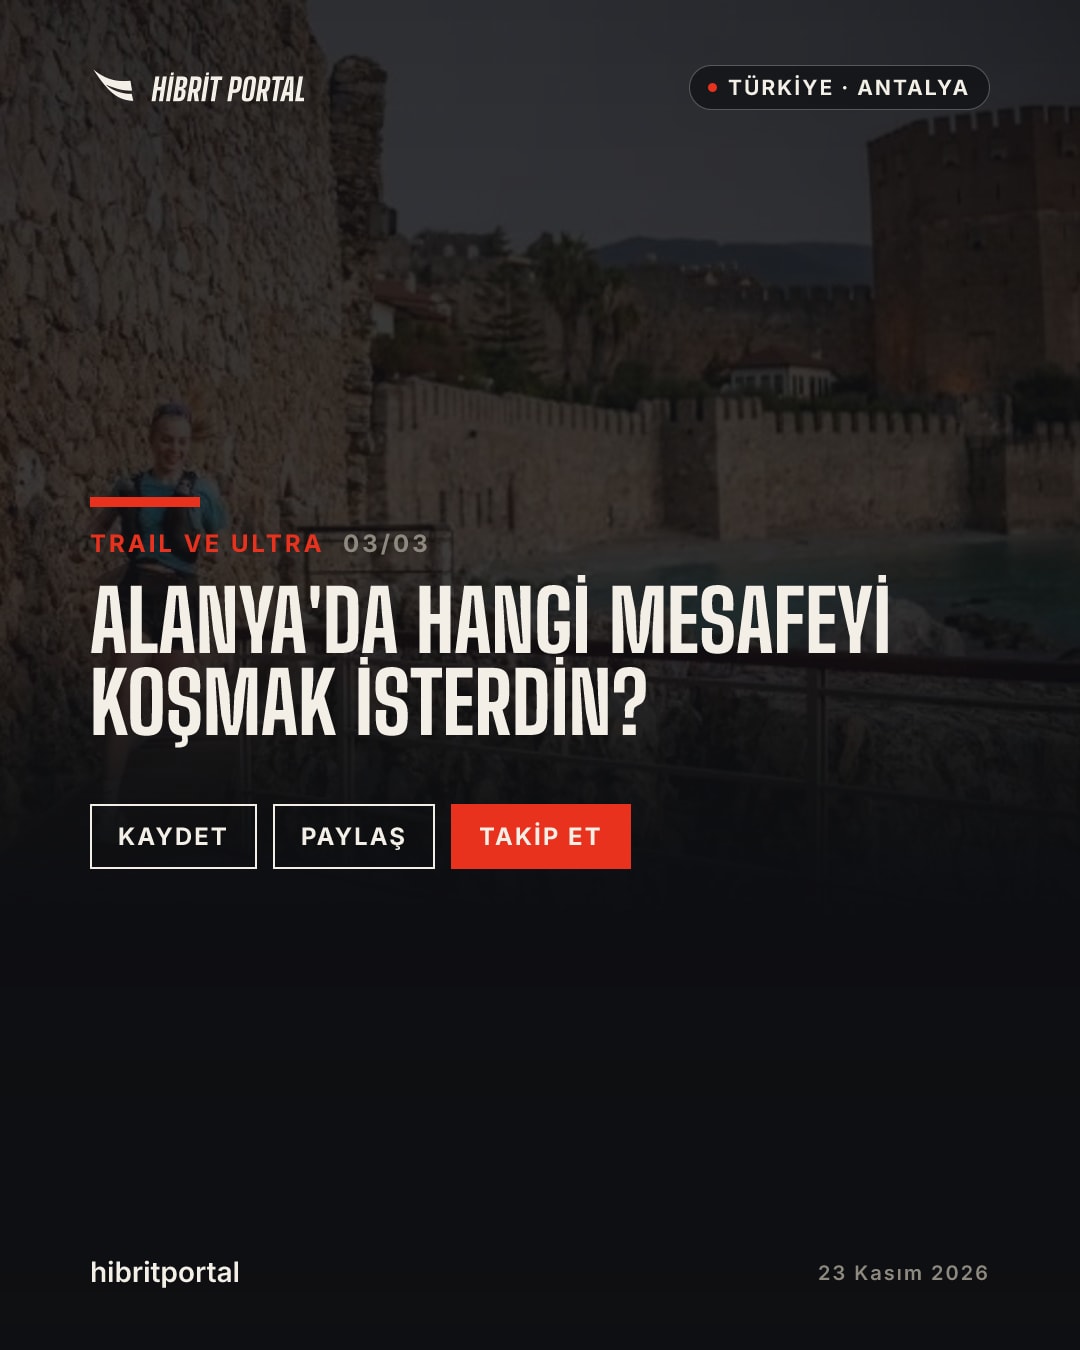 HİBRİT PORTAL
TÜRKİYE · ANTALYA
TRAIL VE ULTRA 03/03
ALANYA'DA HANGİ MESAFEYİ
KOŞMAK İSTERDİN?
KAYDET
PAYLAŞ
TAKİP ET
hibritportal
23 Kasım 2026